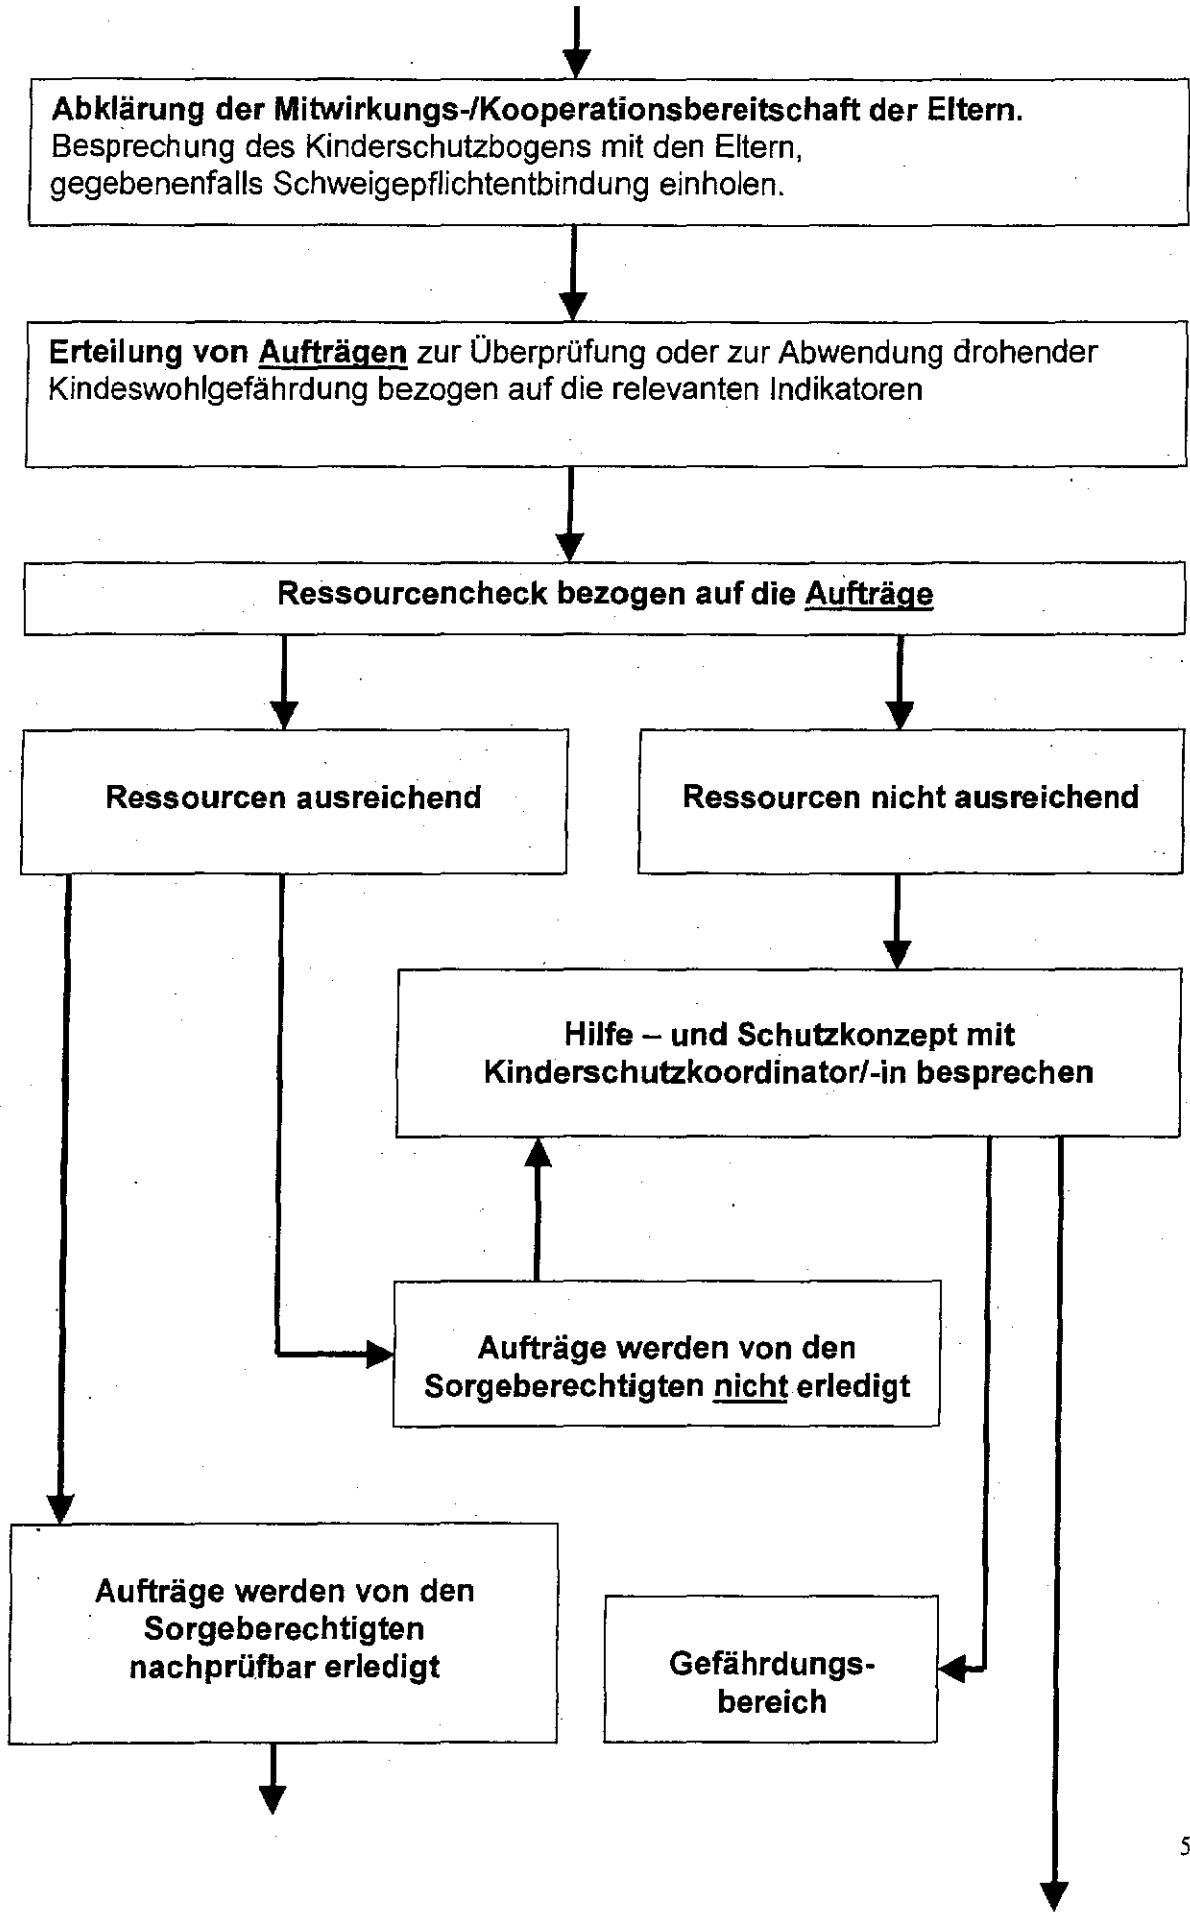 Abklärung der Mitwirkungs-/Kooperationsbereitschaft der Eltern.
Besprechung des Kinderschutzbogens mit den Eltern,
gegebenenfalls Schweigepflichtentbindung einholen.
Erteilung von Aufträgen zur Überprüfung oder zur Abwendung drohender
Kindeswohlgefährdung bezogen auf die relevanten Indikatoren
Ressourcencheck bezogen auf die Aufträge
Ressourcen ausreichend
Ressourcen nicht ausreichend
Hilfe – und Schutzkonzept mit
Kinderschutzkoordinator/-in besprechen
Aufträge werden von den
Sorgeberechtigten nicht erledigt
Aufträge werden von den
Sorgeberechtigten
nachprüfbar erledigt
Gefährdungs-
bereich
5